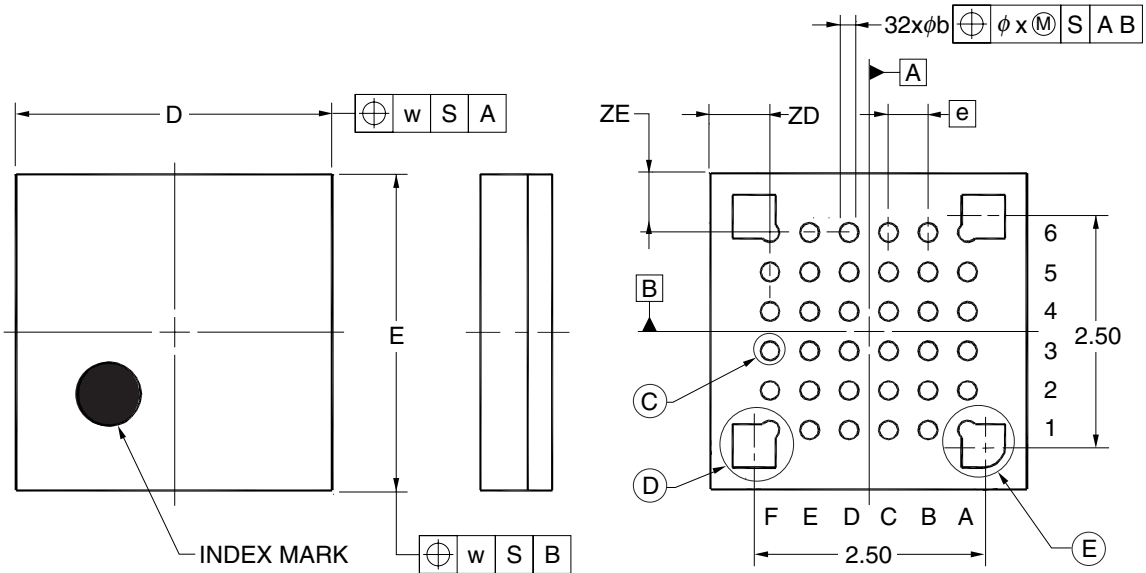 32xϕb ⌖ ϕ x Ⓜ S A B
A
D
⌖ w S A
ZE
ZD
e
6
5
B
4
E
2.50
3
C
2
1
D
F E D C B A
INDEX MARK
2.50
E
⌖ w S B